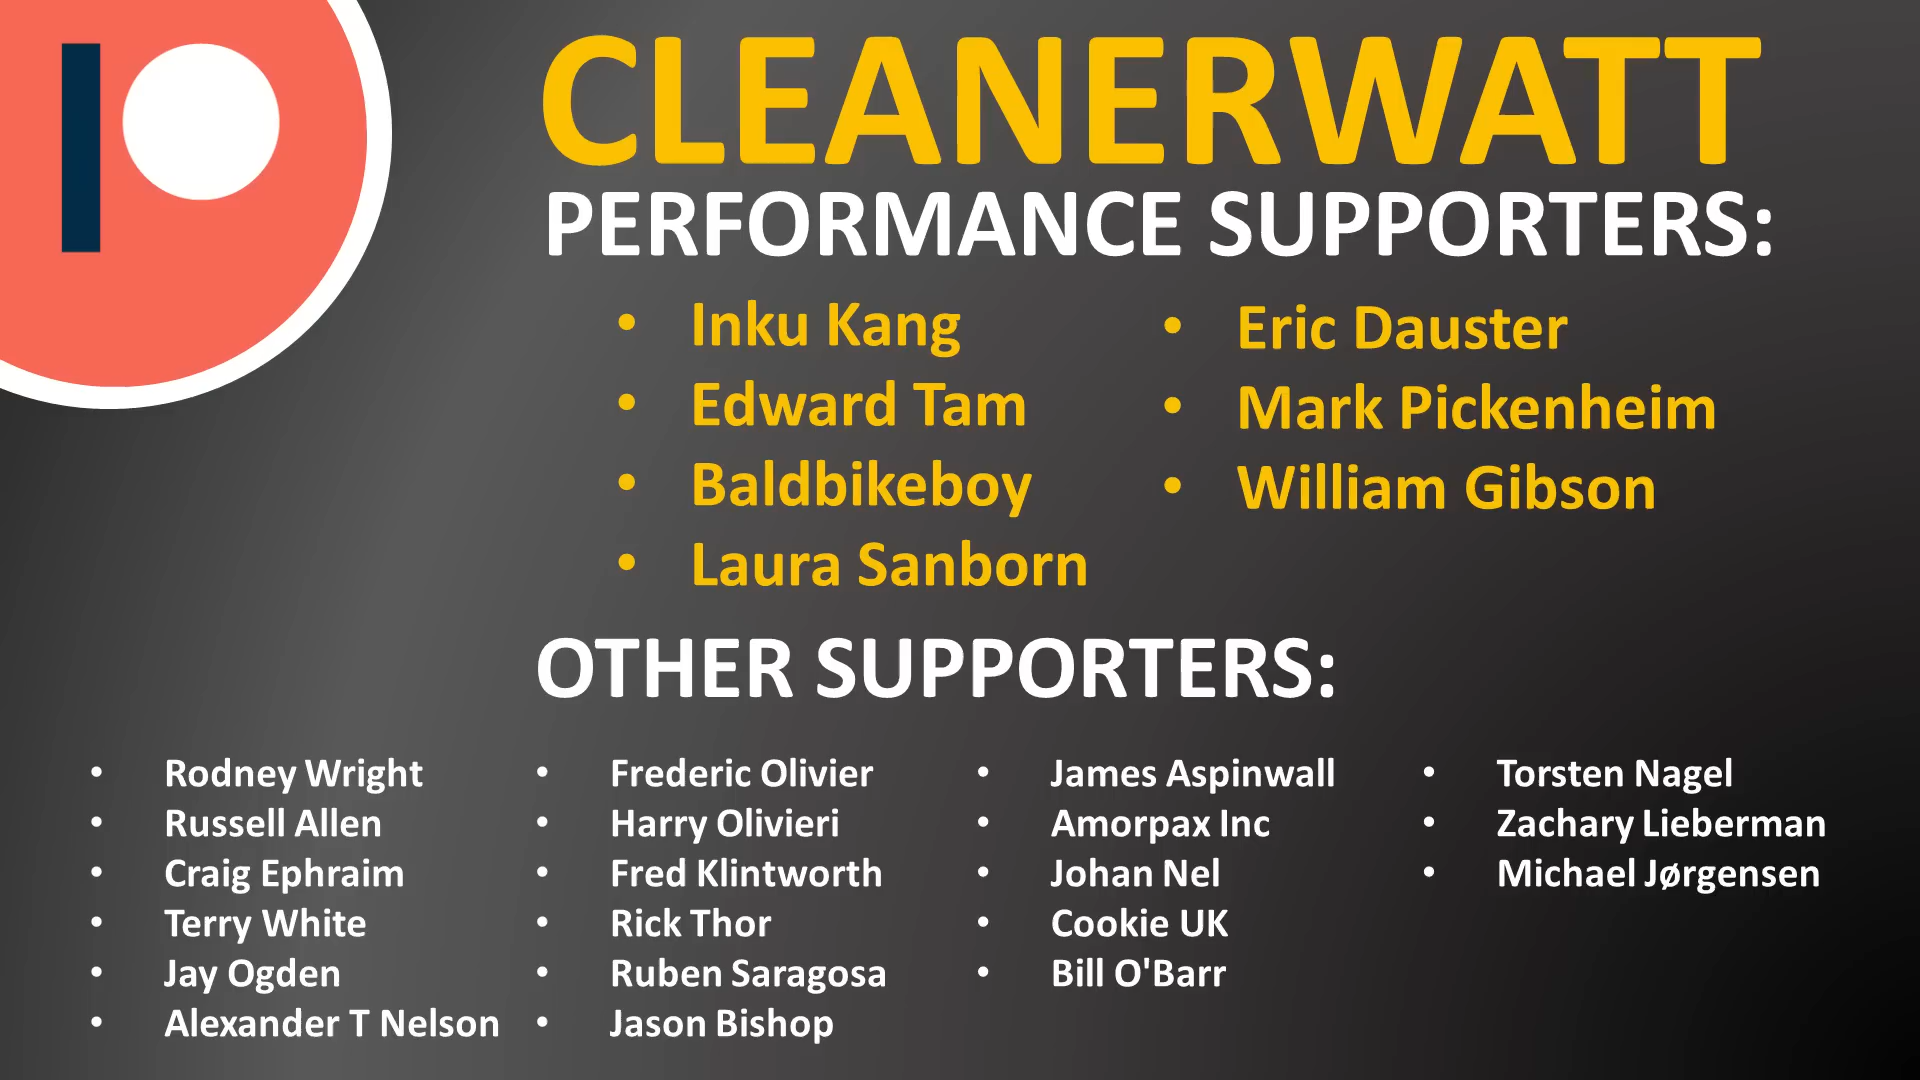 CLEANERWATT
PERFORMANCE SUPPORTERS:
• Inku Kang
• Edward Tam
• Baldbikeboy
• Laura Sanborn
• Eric Dauster
• Mark Pickenheim
• William Gibson
OTHER SUPPORTERS:
• Rodney Wright
• Russell Allen
• Craig Ephraim
• Terry White
• Jay Ogden
• Alexander T Nelson
• Frederic Olivier
• Harry Olivieri
• Fred Klintworth
• Rick Thor
• Ruben Saragosa
• Jason Bishop
• James Aspinwall
• Amorpax Inc
• Johan Nel
• Cookie UK
• Bill O'Barr
• Torsten Nagel
• Zachary Lieberman
• Michael Jørgensen